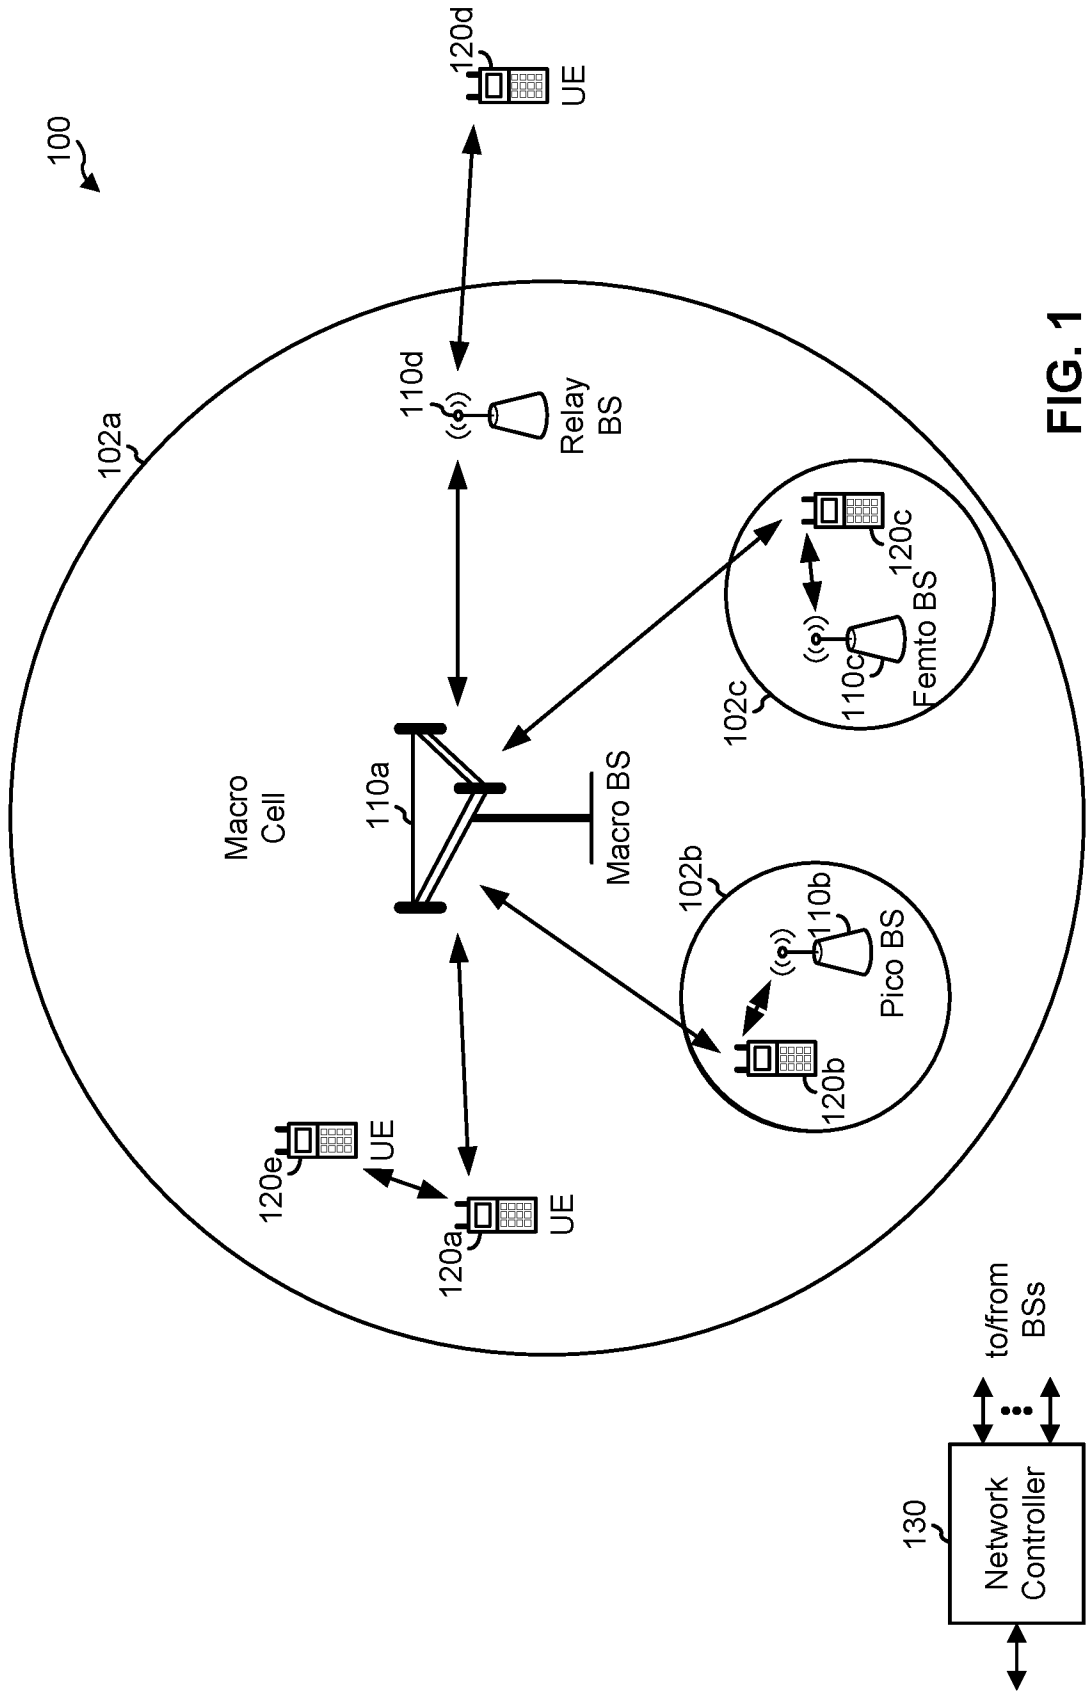 100
102a
Macro
Cell
110a
Macro BS
110d
Relay
BS
120d
UE
120e
UE
120a
UE
102b
110b
Pico BS
120b
102c
110c
Femto BS
120c
130
Network
Controller
to/from
BSs
FIG. 1